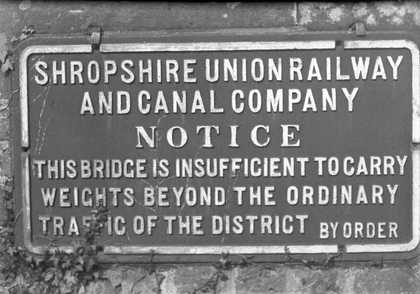 SHROPSHIRE UNION RAILWAY
AND CANAL COMPANY
NOTICE
THIS BRIDGE IS INSUFFICIENT TO CARRY
WEIGHTS BEYOND THE ORDINARY
TRAFFIC OF THE DISTRICT BY ORDER